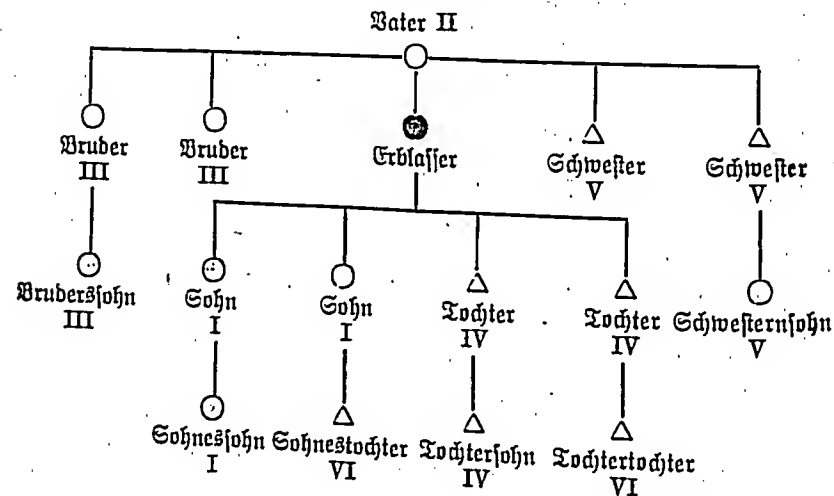 Vater II
Bruder
III
Bruder
III
Erblasser
Schwester
V
Schwester
V
Brudersſohn
III
Sohn
I
Sohn
I
Tochter
IV
Tochter
IV
Schwesternsohn
V
Sohnessohn
I
Sohnestochter
VI
Tochtersohn
IV
Tochtertochter
VI